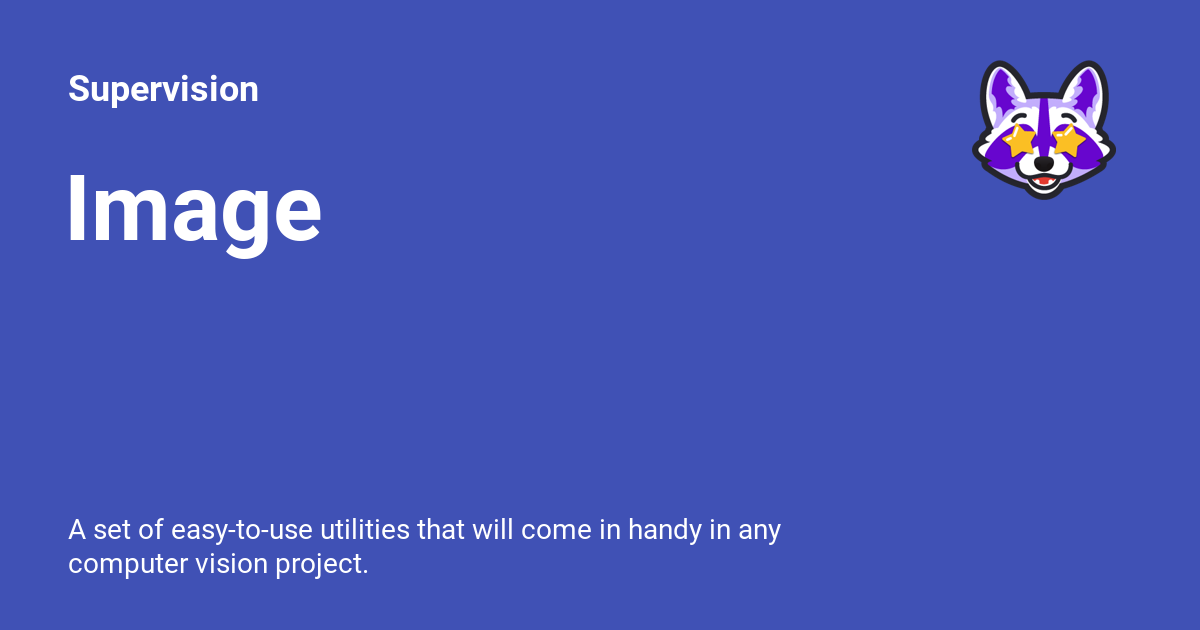 Supervision
Image
A set of easy-to-use utilities that will come in handy in any
computer vision project.